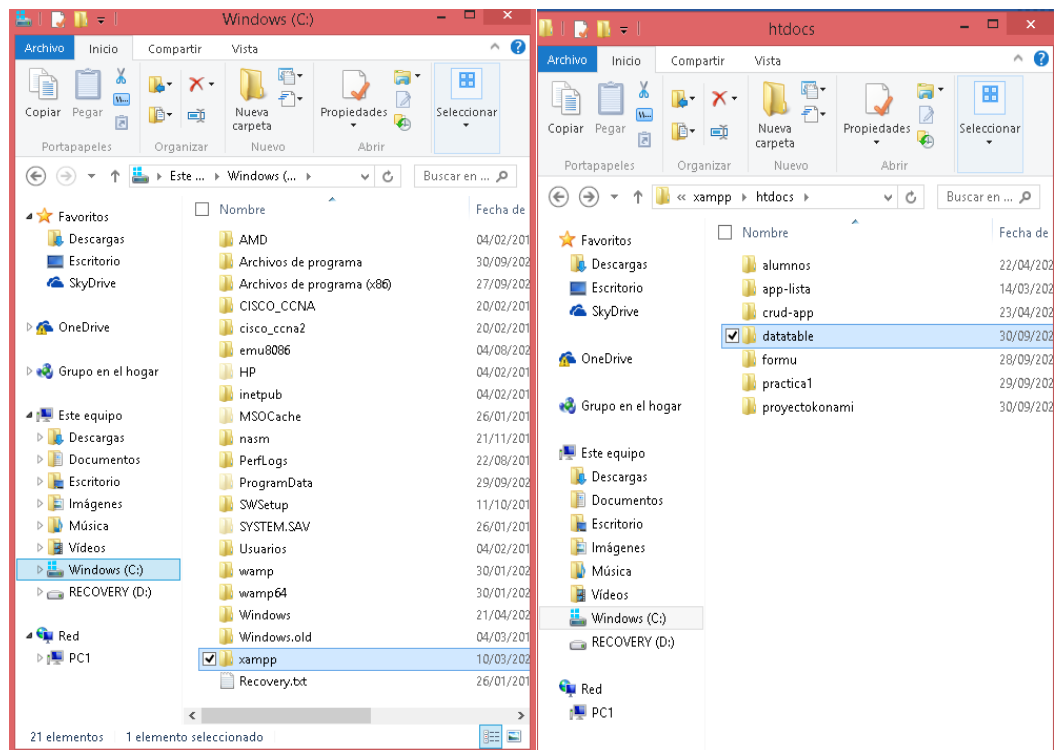 Windows (C:)
Archivo Inicio Compartir Vista
Copiar Pegar Nueva carpeta Propiedades Seleccionar
Portapapeles Organizar Nuevo Abrir
Este ... Windows (... Buscar en ...
Favoritos
Descargas
Escritorio
SkyDrive
OneDrive
Grupo en el hogar
Este equipo
Descargas
Documentos
Escritorio
Imágenes
Música
Vídeos
Windows (C:)
RECOVERY (D:)
Red
PC1
Nombre Fecha de
AMD 04/02/201
Archivos de programa 30/09/202
Archivos de programa (x86) 27/09/202
CISCO_CCNA 20/02/201
cisco_ccna2 20/02/201
emu8086 04/08/202
HP 04/02/201
inetpub 04/02/201
MSOCache 26/01/201
nasm 21/11/201
PerfLogs 22/08/201
ProgramData 29/09/202
SWSetup 11/10/201
SYSTEM.SAV 26/01/201
Usuarios 04/02/201
wamp 30/01/202
wamp64 30/01/202
Windows 21/04/202
Windows.old 04/03/201
xampp 10/03/202
Recovery.txt 26/01/201
21 elementos 1 elemento seleccionado
htdocs
Archivo Inicio Compartir Vista
Copiar Pegar Nueva carpeta Propiedades Seleccionar
Portapapeles Organizar Nuevo Abrir
« xampp htdocs Buscar en ...
Favoritos
Descargas
Escritorio
SkyDrive
OneDrive
Grupo en el hogar
Este equipo
Descargas
Documentos
Escritorio
Imágenes
Música
Vídeos
Windows (C:)
RECOVERY (D:)
Red
PC1
Nombre Fecha de
alumnos 22/04/202
app-lista 14/03/202
crud-app 23/04/202
datatable 30/09/202
formu 28/09/202
practica1 29/09/202
proyectokonami 30/09/202